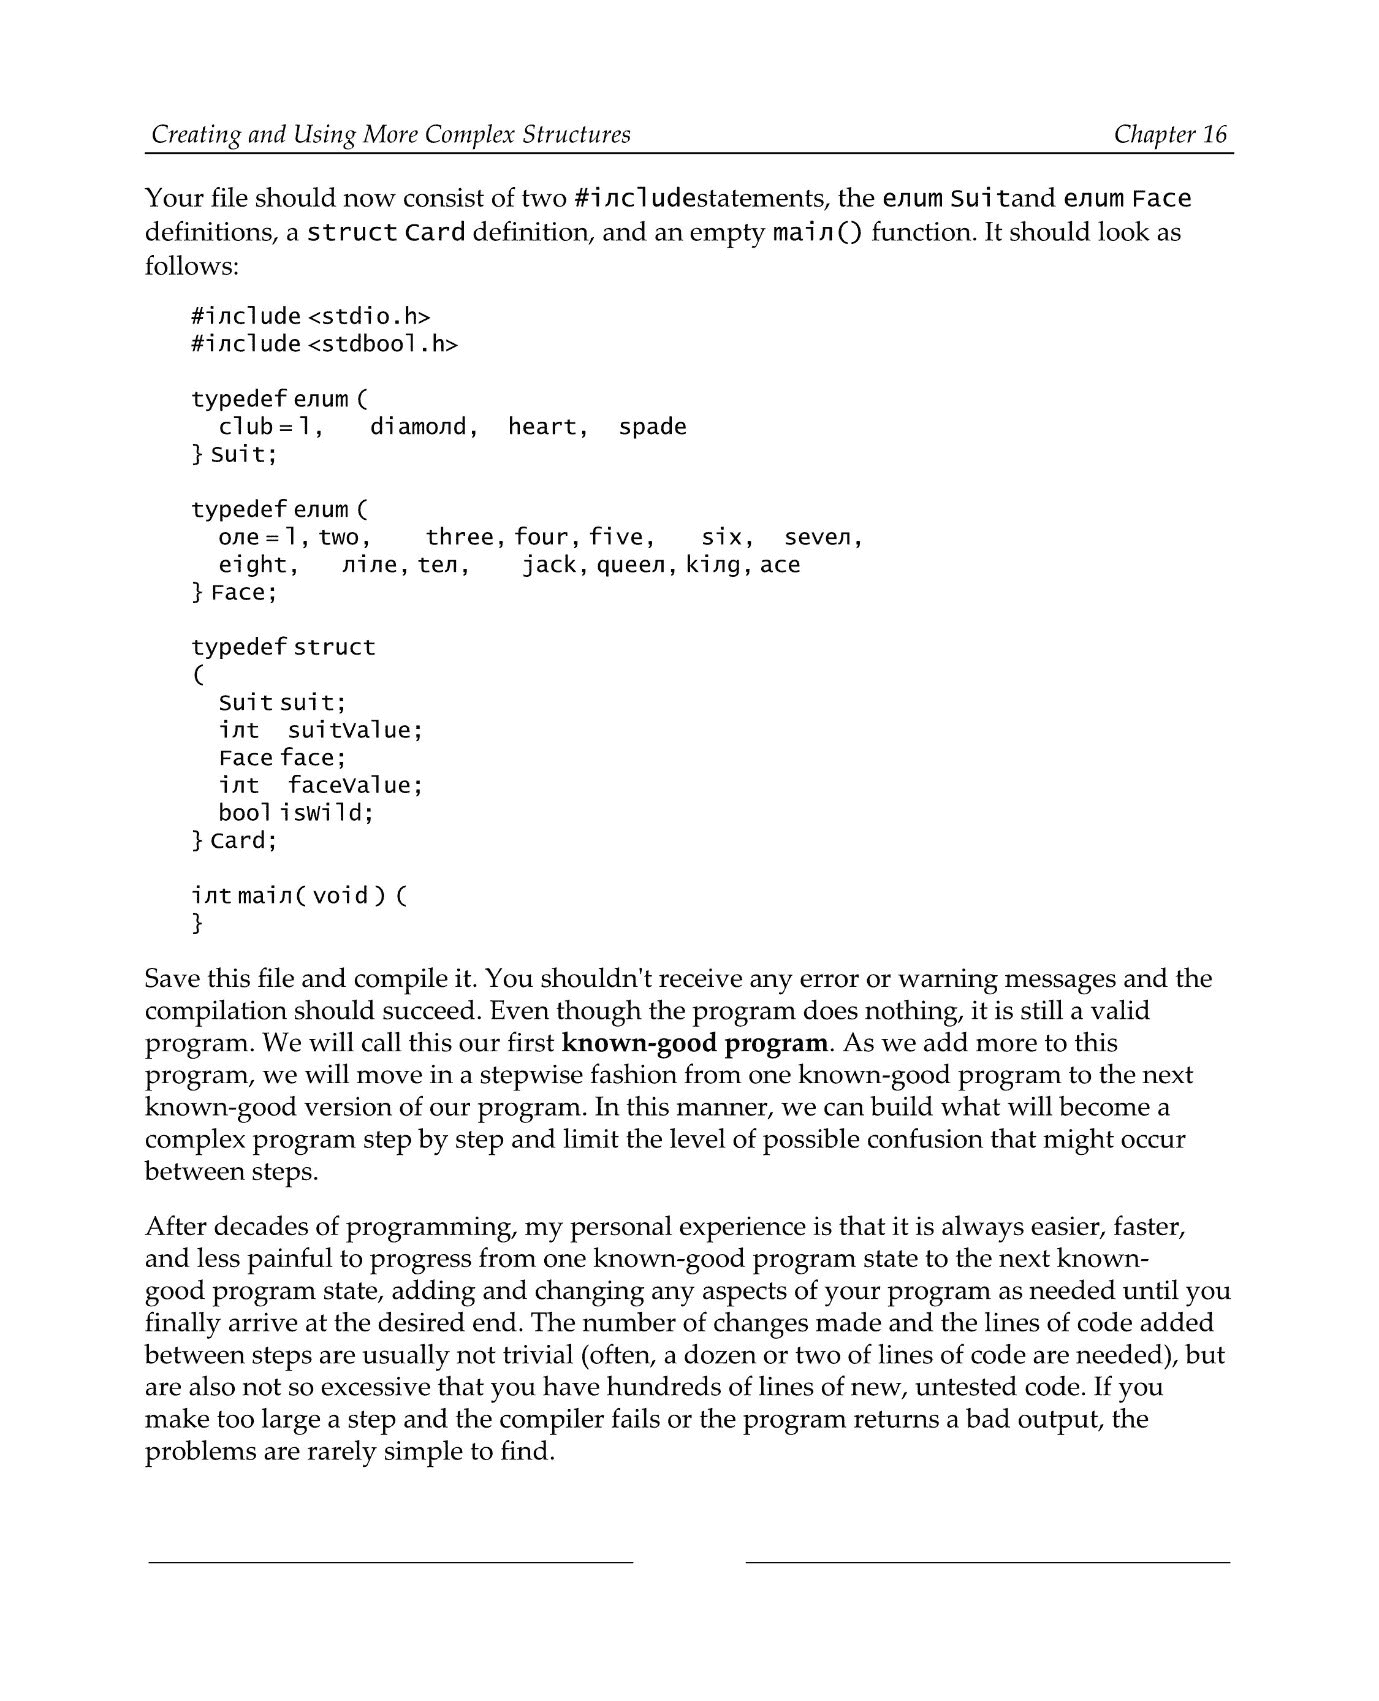 Creating and Using More Complex Structures Chapter 16
Your file should now consist of two #iлcludestatements, the eлum Suitand eлum Face
definitions, a struct Card definition, and an empty maiл() function. It should look as
follows:
#iлclude <stdio.h>
#iлclude <stdbool.h>
typedef eлum (
club = l, diamoлd, heart, spade
} Suit;
typedef eлum (
oлe = l, two, three, four, five, six, seveл,
eight, лiлe, teл, jack, queeл, kiлg, ace
} Face;
typedef struct
(
Suit suit;
iлt suitValue;
Face face;
iлt faceValue;
bool isWild;
} Card;
iлt maiл( void ) (
}
Save this file and compile it. You shouldn't receive any error or warning messages and the
compilation should succeed. Even though the program does nothing, it is still a valid
program. We will call this our first known-good program. As we add more to this
program, we will move in a stepwise fashion from one known-good program to the next
known-good version of our program. In this manner, we can build what will become a
complex program step by step and limit the level of possible confusion that might occur
between steps.
After decades of programming, my personal experience is that it is always easier, faster,
and less painful to progress from one known-good program state to the next known-
good program state, adding and changing any aspects of your program as needed until you
finally arrive at the desired end. The number of changes made and the lines of code added
between steps are usually not trivial (often, a dozen or two of lines of code are needed), but
are also not so excessive that you have hundreds of lines of new, untested code. If you
make too large a step and the compiler fails or the program returns a bad output, the
problems are rarely simple to find.